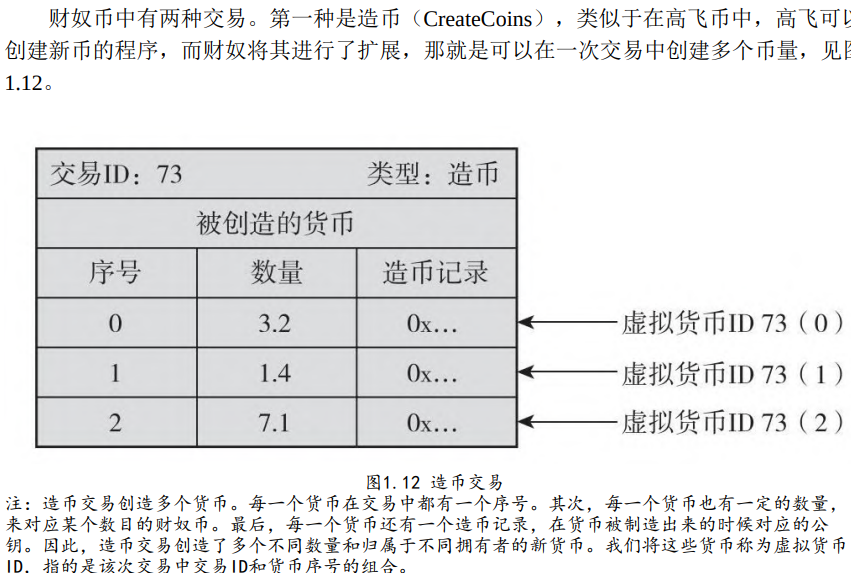 财奴币中有两种交易。第一种是造币（CreateCoins），类似于在高飞币中，高飞可以
创建新币的程序，而财奴将其进行了扩展，那就是可以在一次交易中创建多个币量，见图
1.12。
交易ID：73 类型：造币
被创造的货币
序号 数量 造币记录
0 3.2 0x… 虚拟货币ID 73（0）
1 1.4 0x… 虚拟货币ID 73（1）
2 7.1 0x… 虚拟货币ID 73（2）
图1.12 造币交易
注：造币交易创造多个货币。每一个货币在交易中都有一个序号。其次，每一个货币也有一定的数量，
来对应某个数目的财奴币。最后，每一个货币还有一个造币记录，在货币被制造出来的时候对应的公
钥。因此，造币交易创造了多个不同数量和归属于不同拥有者的新货币。我们将这些货币称为虚拟货币
ID．指的是该次交易中交易ID和货币序号的组合。